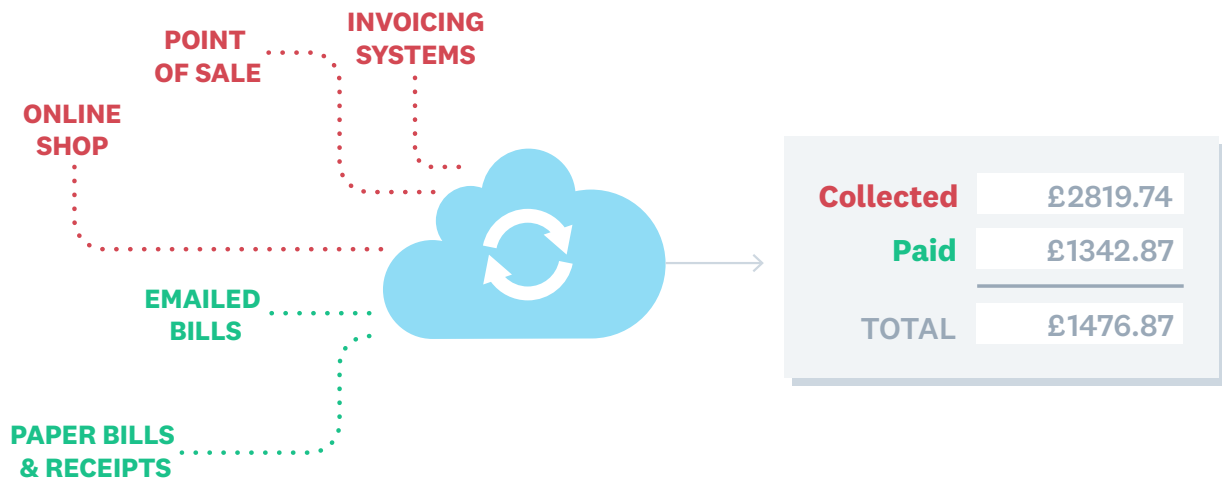 INVOICING
SYSTEMS
POINT
OF SALE
ONLINE
SHOP
EMAILED
BILLS
PAPER BILLS
& RECEIPTS
Collected £2819.74
Paid £1342.87
TOTAL £1476.87